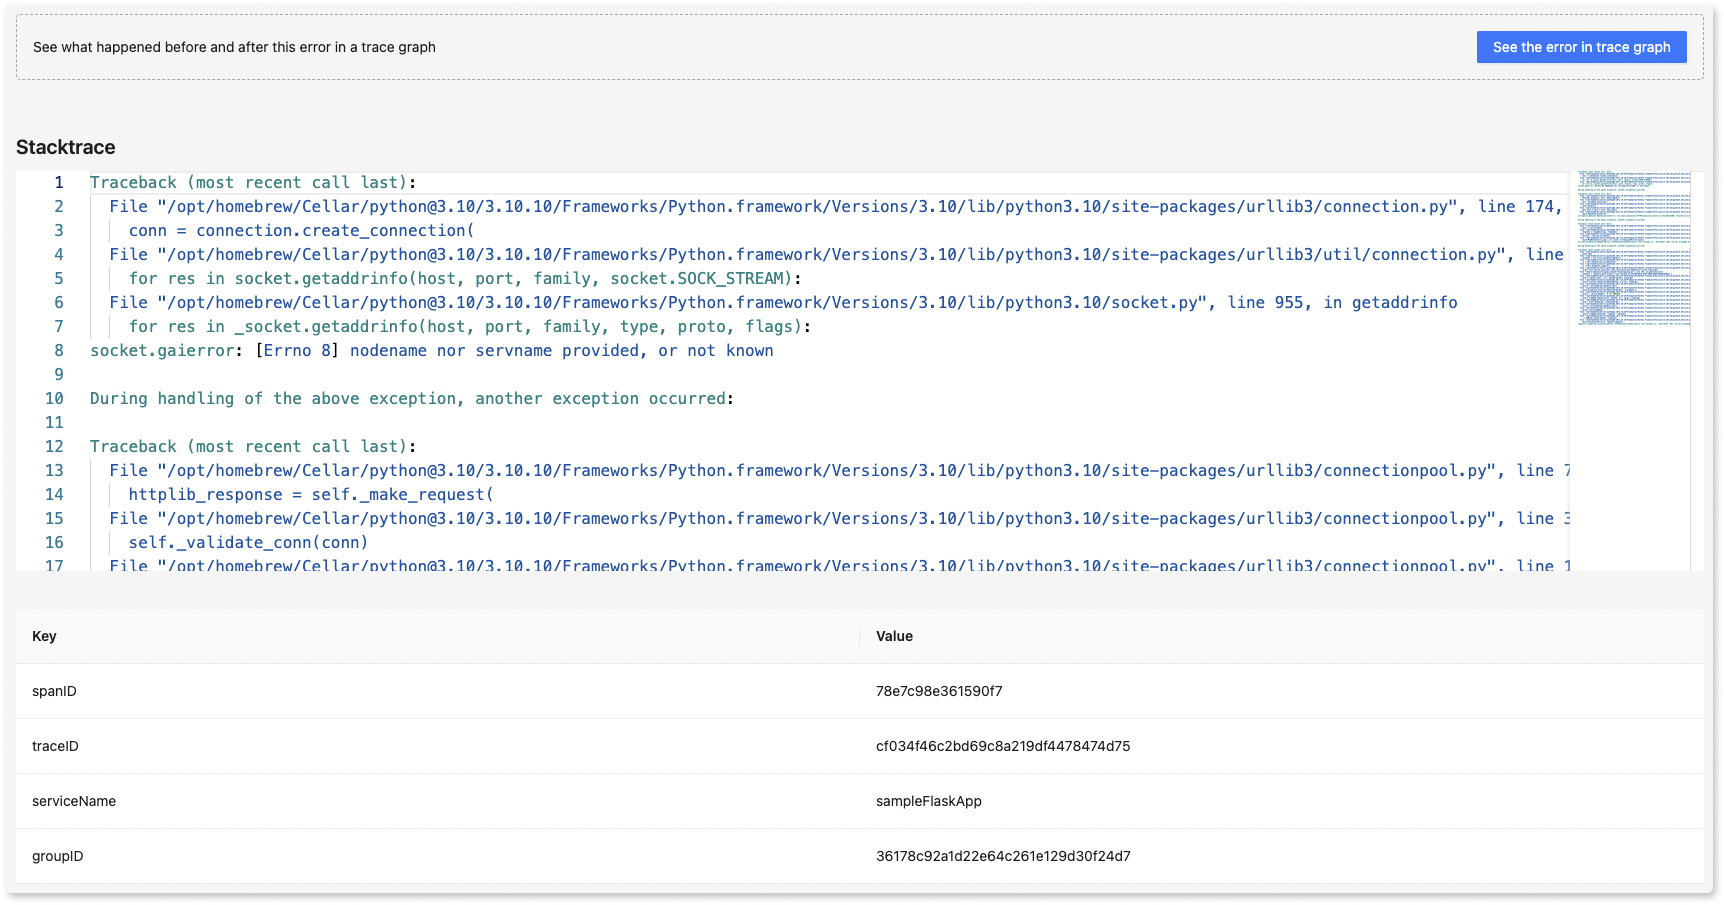 See what happened before and after this error in a trace graph
See the error in trace graph
Stacktrace
1 Traceback (most recent call last):
2 File "/opt/homebrew/Cellar/python@3.10/3.10.10/Frameworks/Python.framework/Versions/3.10/lib/python3.10/site-packages/urllib3/connection.py", line 174,
3 conn = connection.create_connection(
4 File "/opt/homebrew/Cellar/python@3.10/3.10.10/Frameworks/Python.framework/Versions/3.10/lib/python3.10/site-packages/urllib3/util/connection.py", line
5 for res in socket.getaddrinfo(host, port, family, socket.SOCK_STREAM):
6 File "/opt/homebrew/Cellar/python@3.10/3.10.10/Frameworks/Python.framework/Versions/3.10/lib/python3.10/socket.py", line 955, in getaddrinfo
7 for res in _socket.getaddrinfo(host, port, family, type, proto, flags):
8 socket.gaierror: [Errno 8] nodename nor servname provided, or not known
9
10 During handling of the above exception, another exception occurred:
11
12 Traceback (most recent call last):
13 File "/opt/homebrew/Cellar/python@3.10/3.10.10/Frameworks/Python.framework/Versions/3.10/lib/python3.10/site-packages/urllib3/connectionpool.py", line 7
14 httplib_response = self._make_request(
15 File "/opt/homebrew/Cellar/python@3.10/3.10.10/Frameworks/Python.framework/Versions/3.10/lib/python3.10/site-packages/urllib3/connectionpool.py", line 3
16 self._validate_conn(conn)
17 File "/opt/homebrew/Cellar/python@3.10/3.10.10/Frameworks/Python.framework/Versions/3.10/lib/python3.10/site-packages/urllib3/connectionpool.py", line 1
Key Value
spanID 78e7c98e361590f7
traceID cf034f46c2bd69c8a219df4478474d75
serviceName sampleFlaskApp
groupID 36178c92a1d22e64c261e129d30f24d7